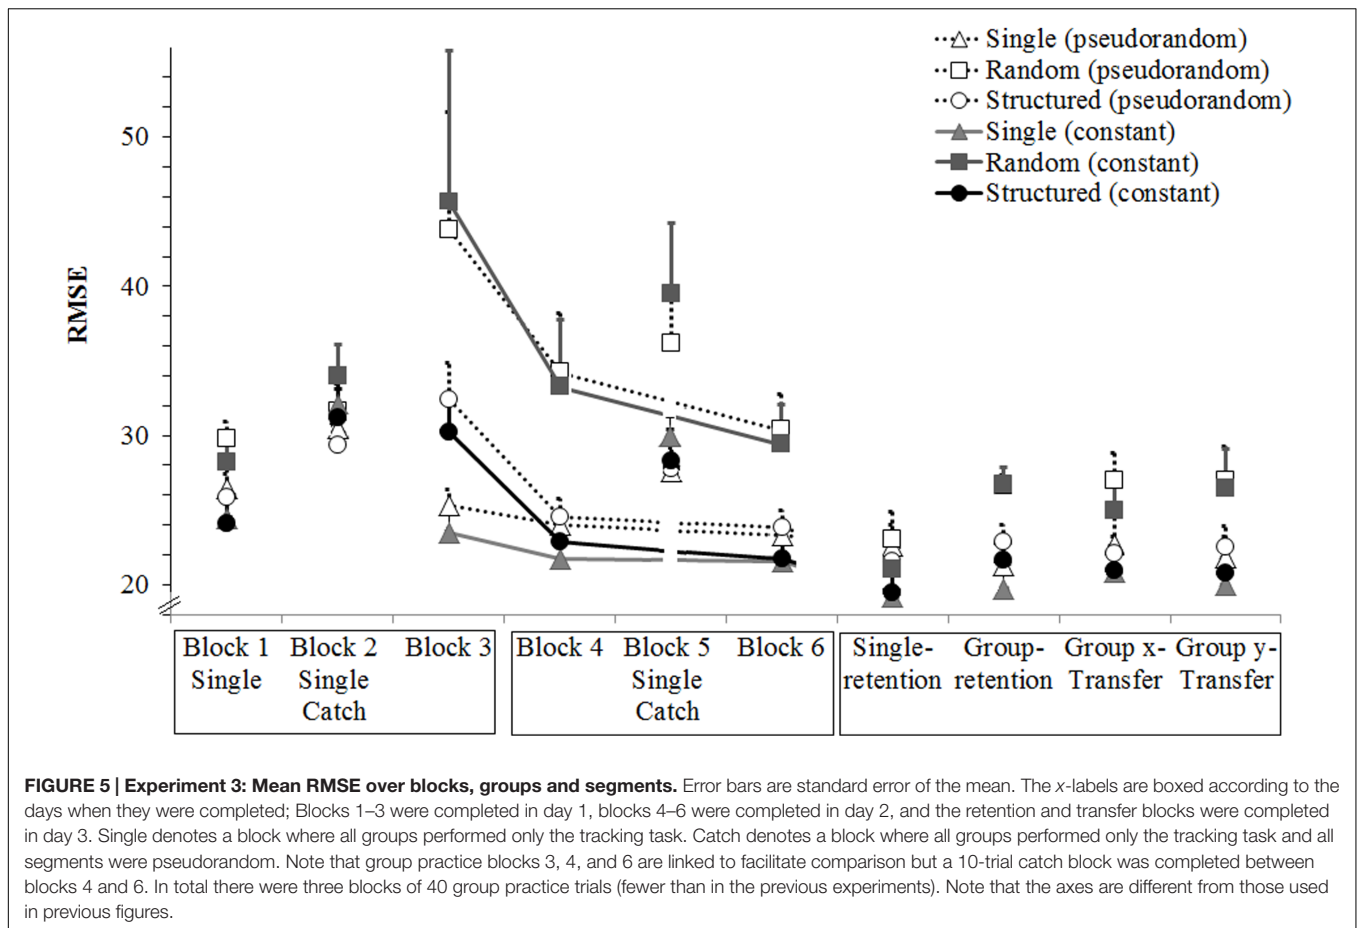 Single (pseudorandom)
Random (pseudorandom)
Structured (pseudorandom)
Single (constant)
Random (constant)
Structured (constant)
RMSE
50
40
30
20
Block 1
Single
Block 2
Single
Catch
Block 3
Block 4
Block 5
Single
Catch
Block 6
Single-
retention
Group-
retention
Group x-
Transfer
Group y-
Transfer
FIGURE 5 | Experiment 3: Mean RMSE over blocks, groups and segments. Error bars are standard error of the mean. The x-labels are boxed according to the
days when they were completed; Blocks 1–3 were completed in day 1, blocks 4–6 were completed in day 2, and the retention and transfer blocks were completed
in day 3. Single denotes a block where all groups performed only the tracking task. Catch denotes a block where all groups performed only the tracking task and all
segments were pseudorandom. Note that group practice blocks 3, 4, and 6 are linked to facilitate comparison but a 10-trial catch block was completed between
blocks 4 and 6. In total there were three blocks of 40 group practice trials (fewer than in the previous experiments). Note that the axes are different from those used
in previous figures.